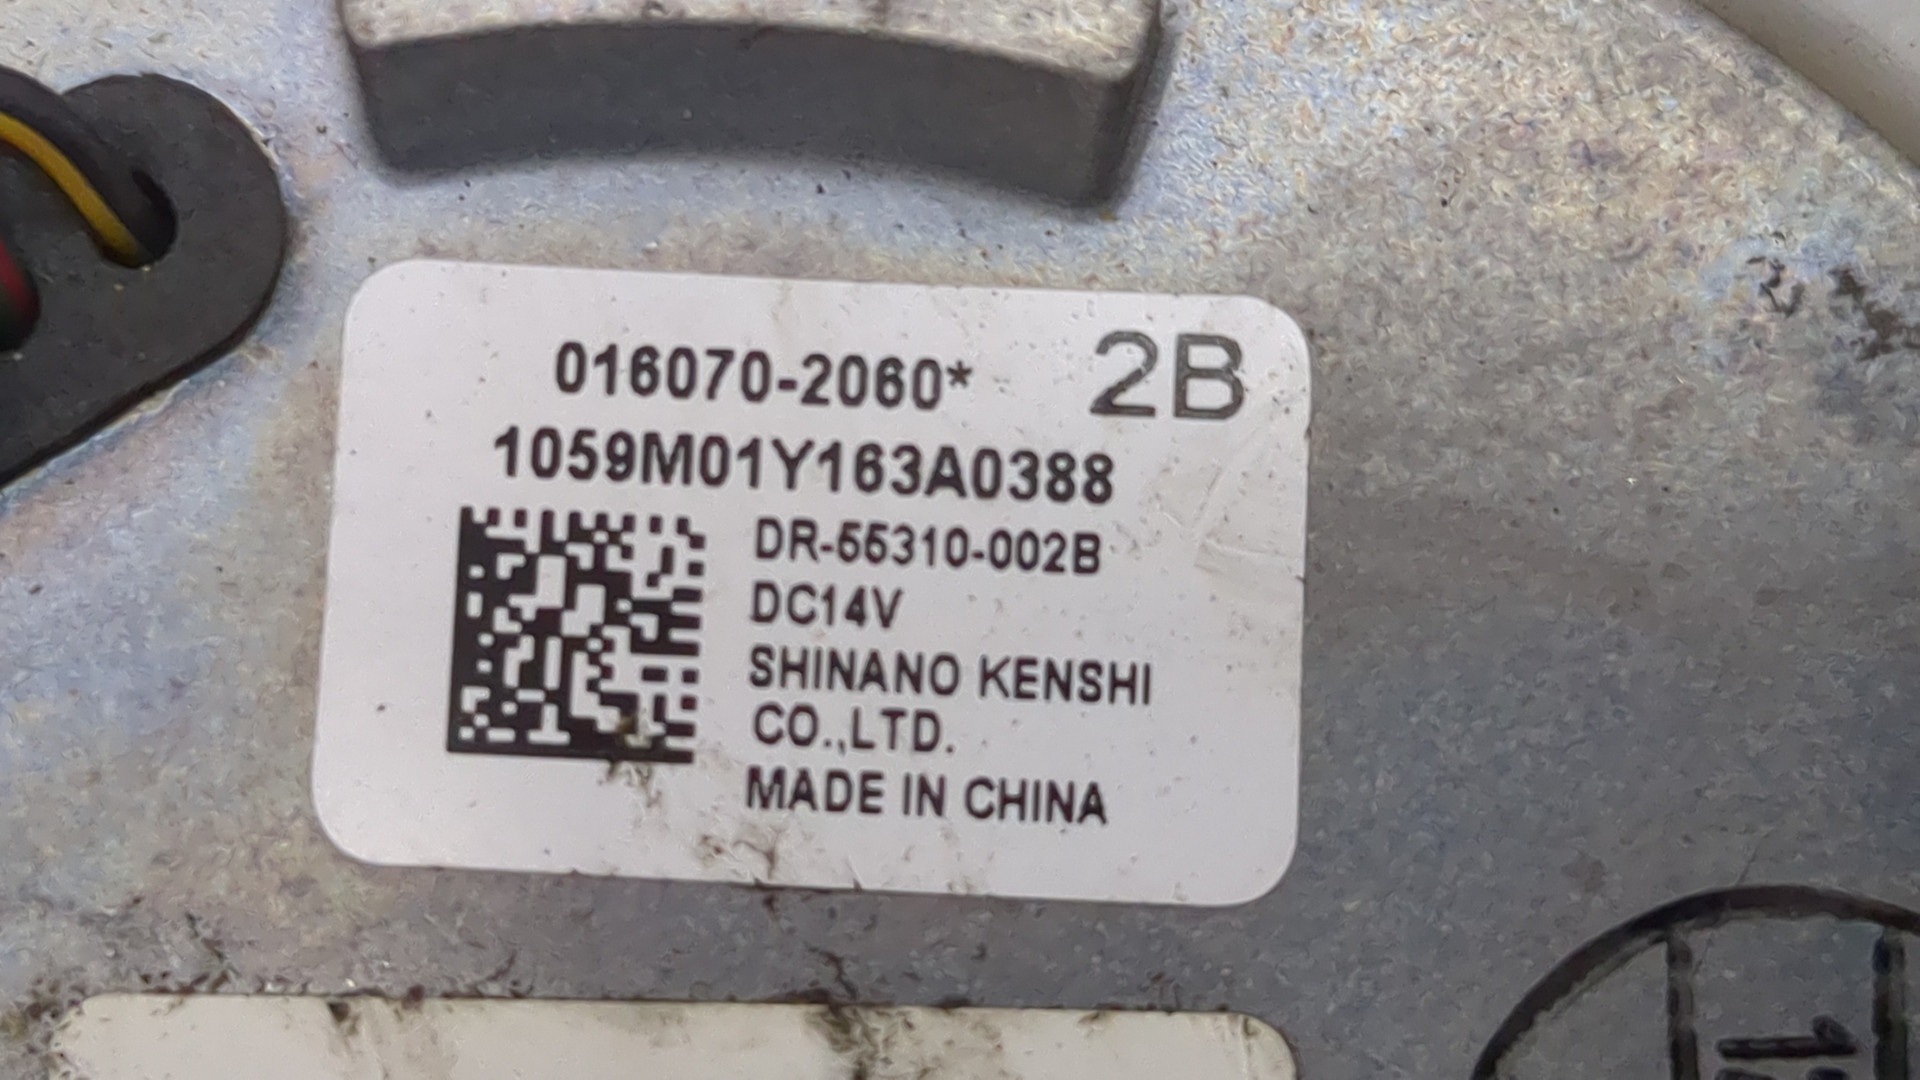 016070-2060* 2B
1059M01Y163A0388
DR-55310-002B
DC14V
SHINANO KENSHI
CO.,LTD.
MADE IN CHINA